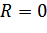 R = 0